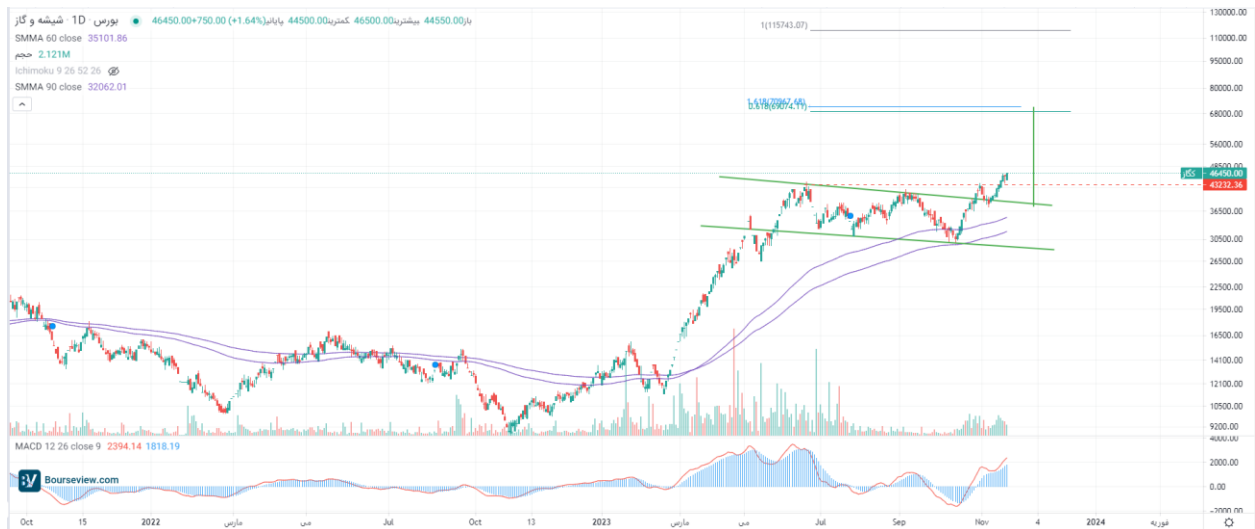 شیشه و گاز · 1D · بورس باز44550.00 بیشترین46500.00 کمترین44500.00 پایانی46450.00 +750.00 (+1.64%)
SMMA 60 close 35101.86
حجم 2.121M
Ichimoku 9 26 52 26
SMMA 90 close 32062.01
1(115743.07)
1.618(70967.68)
0.618(69074.17)
130000.00
110000.00
95000.00
80000.00
68000.00
56000.00
48500.00
کگاز 46450.00
43232.36
36500.00
30500.00
26500.00
22500.00
19500.00
16500.00
14100.00
12100.00
10500.00
9200.00
MACD 12 26 close 9 2394.14 1818.19
4000.00
2000.00
0.00
−2000.00
Bourseview.com
Oct 15 2022 مارس می Jul Oct 13 2023 مارس می Jul Sep Nov 4 2024 فوریه